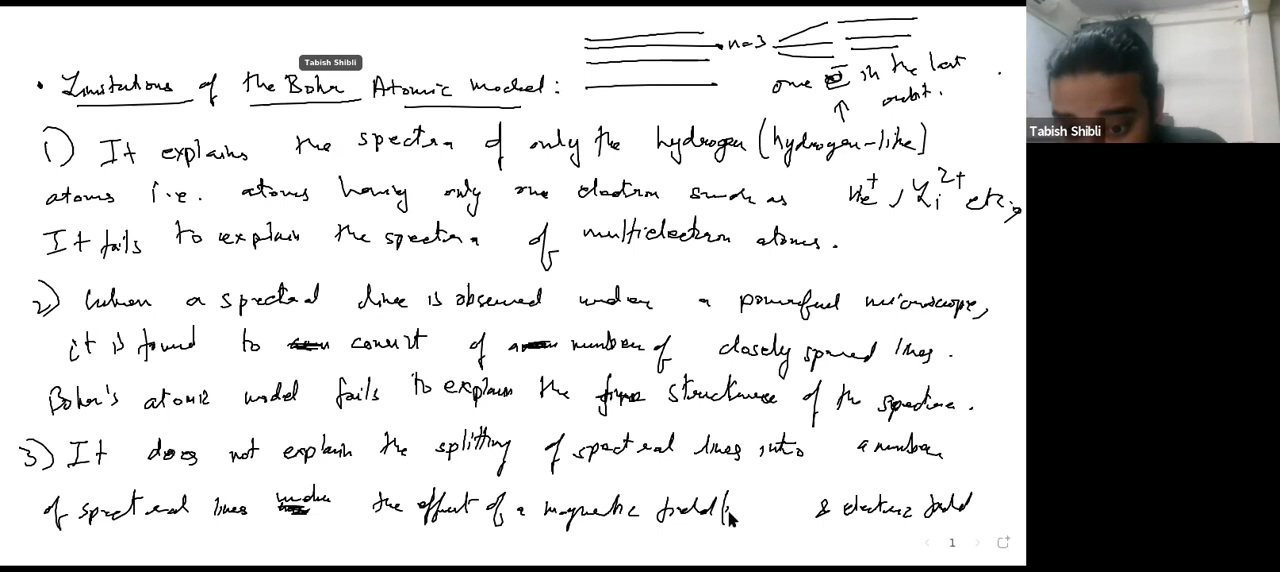 n=3
Tabish Shibli
• Limitations of the Bohr Atomic model :
one e in the last
orbit.
Tabish Shibli
1) It explains the spectra of only the hydrogen (hydrogen-like)
atoms i.e. atoms having only one electron such as He+, Li2+ etc.,
It fails to explain the spectra of multielectron atoms.
2) When a spectral line is observed under a powerful microscope,
it is found to consist of number of closely spaced lines.
Bohr's atomic model fails to explain the fine structure of the spectra.
3) It does not explain the splitting of spectral lines into a number
of spectral lines under the effect of a magnetic field ( & electric field
1